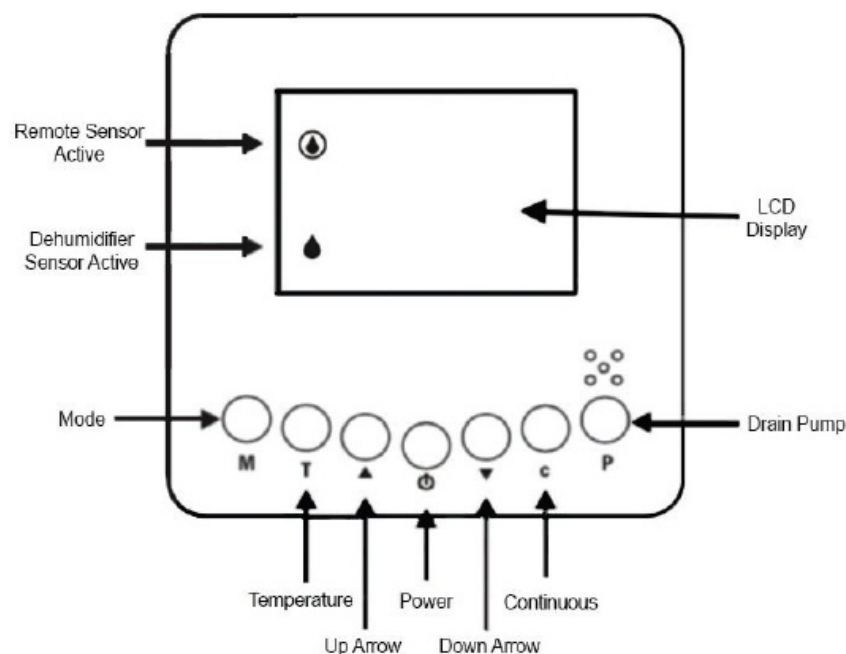 Remote Sensor
Active
Dehumidifier
Sensor Active
LCD
Display
Mode
Drain Pump
M
T
▲
⏻
▼
c
P
Temperature
Power
Continuous
Up Arrow
Down Arrow